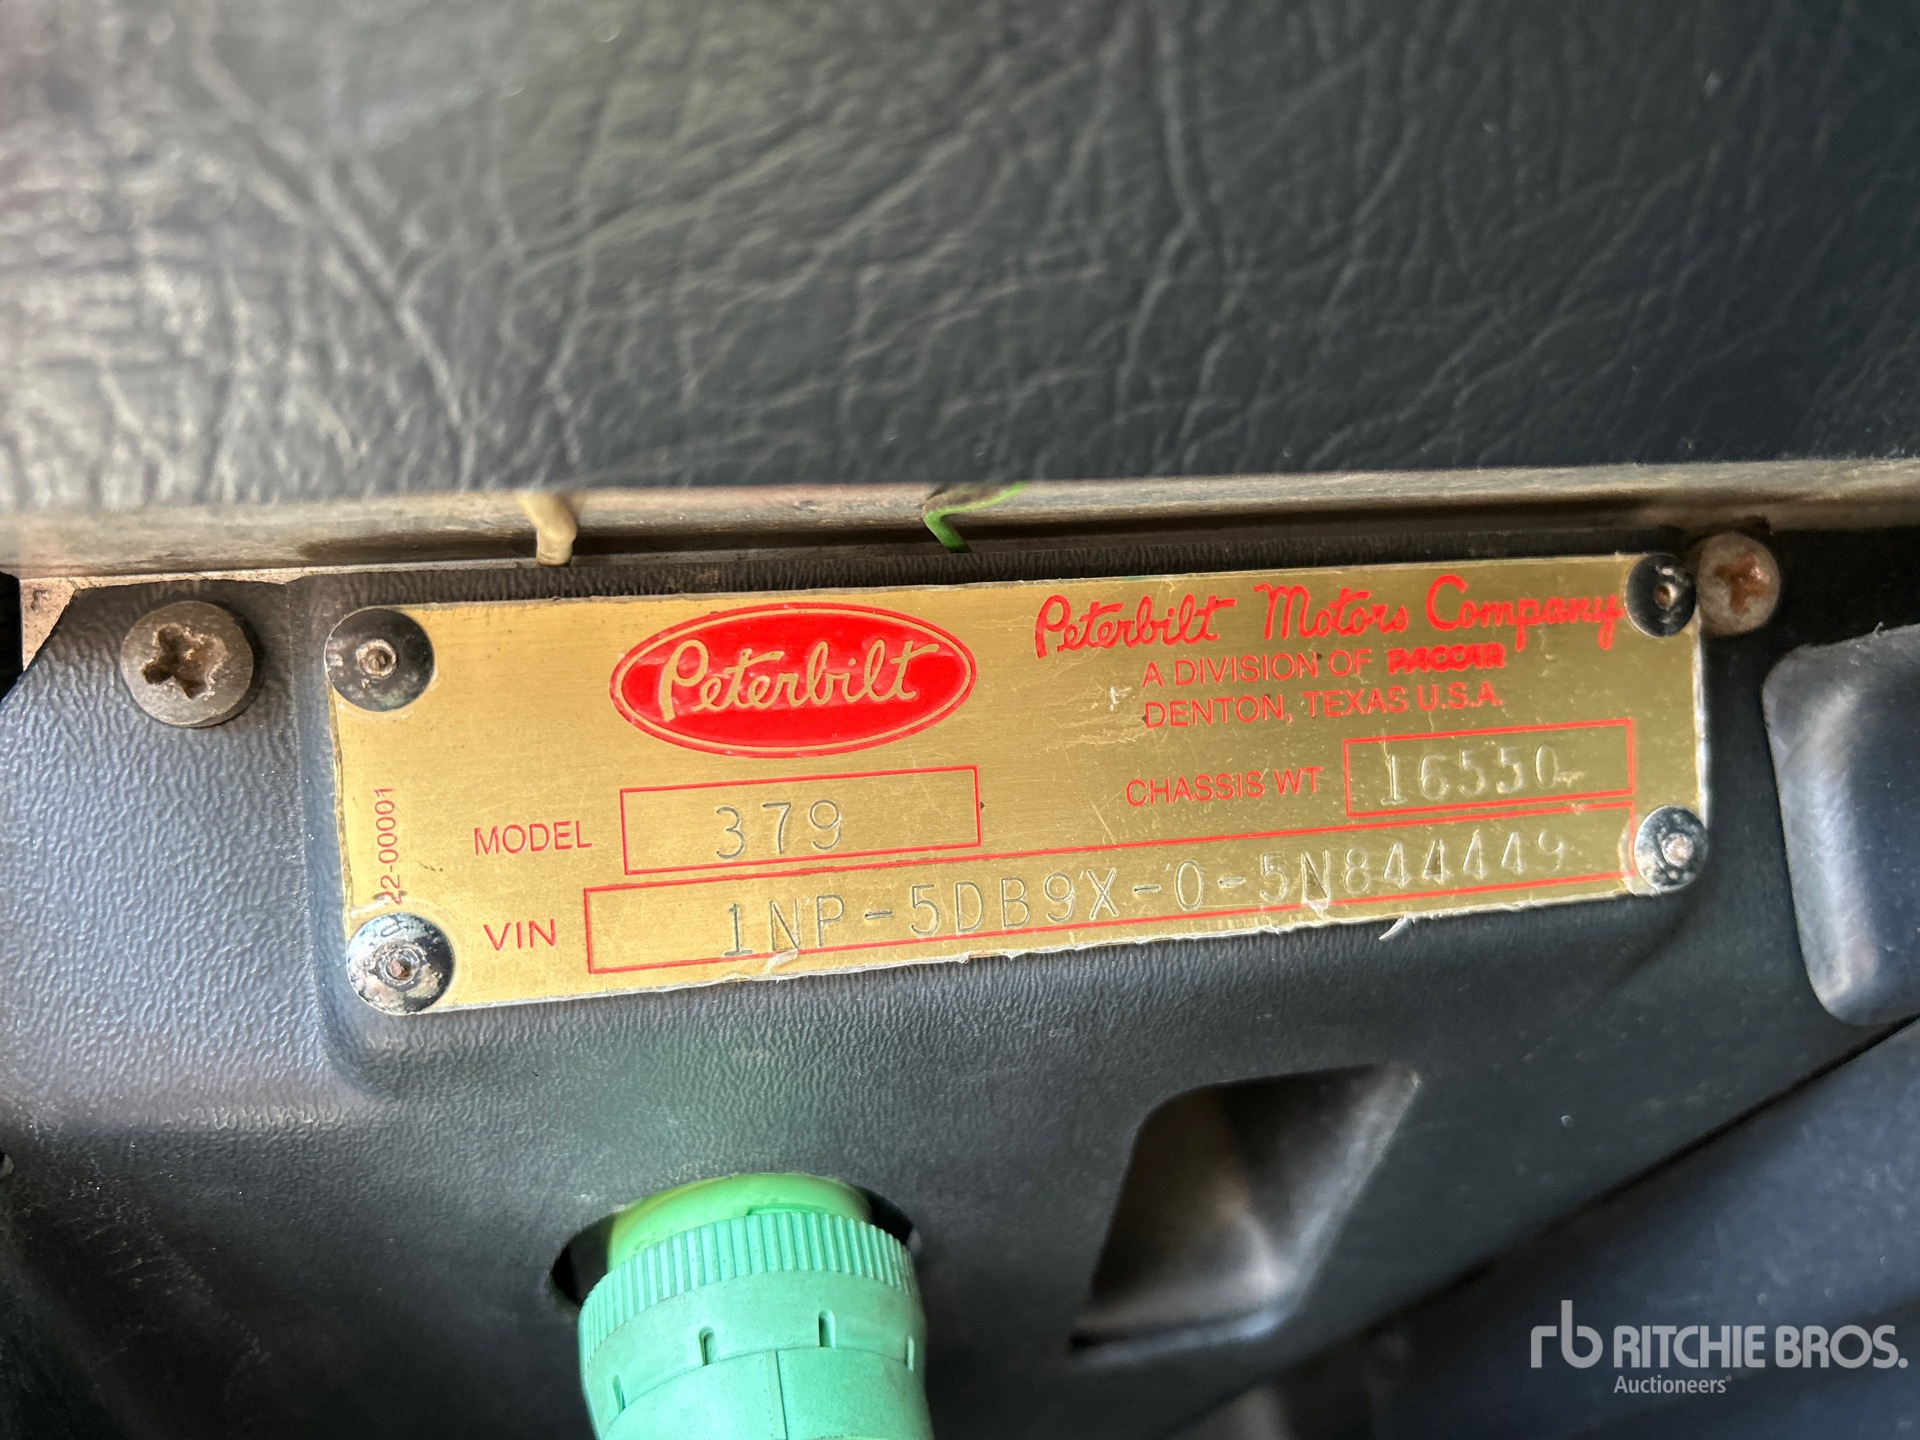 Peterbilt
Peterbilt Motors Company
A DIVISION OF PACCAR
DENTON, TEXAS U.S.A.
MODEL 379
CHASSIS WT 16550
VIN 1NP-5DB9X-0-5N844449
22-00001
rb RITCHIE BROS.
Auctioneers®